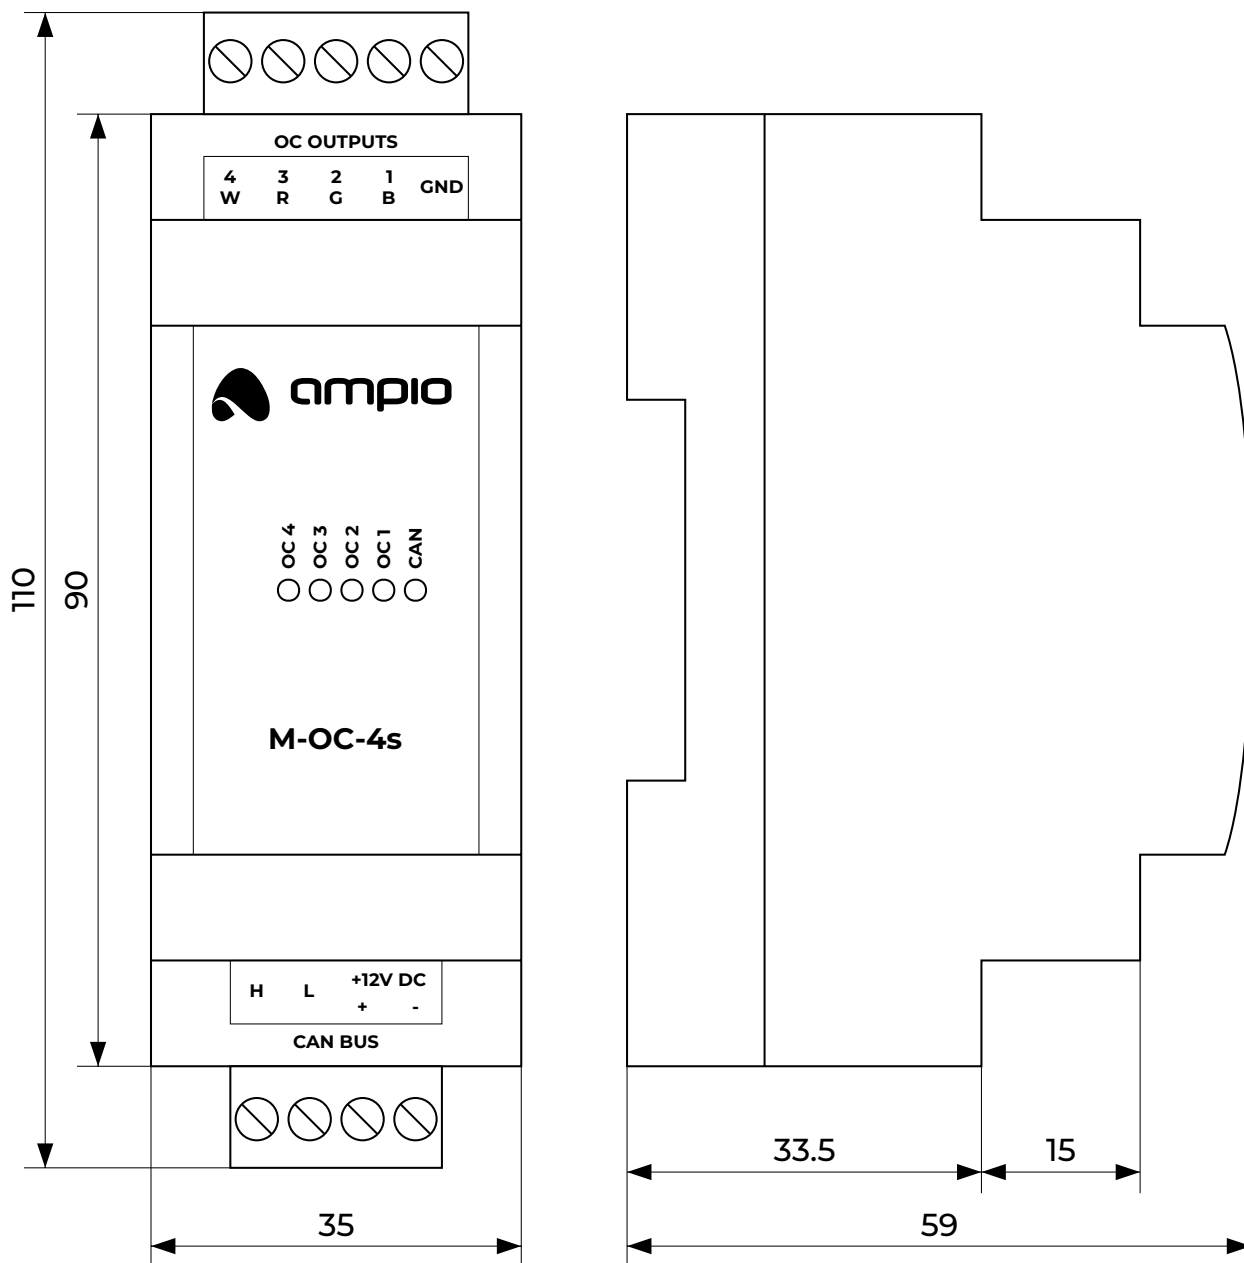 OC OUTPUTS
4 3 2 1 GND
W R G B
ampio
OC 4 OC 3 OC 2 OC 1 CAN
110
90
M-OC-4s
H L +12V DC
+ -
CAN BUS
33.5 15
35 59